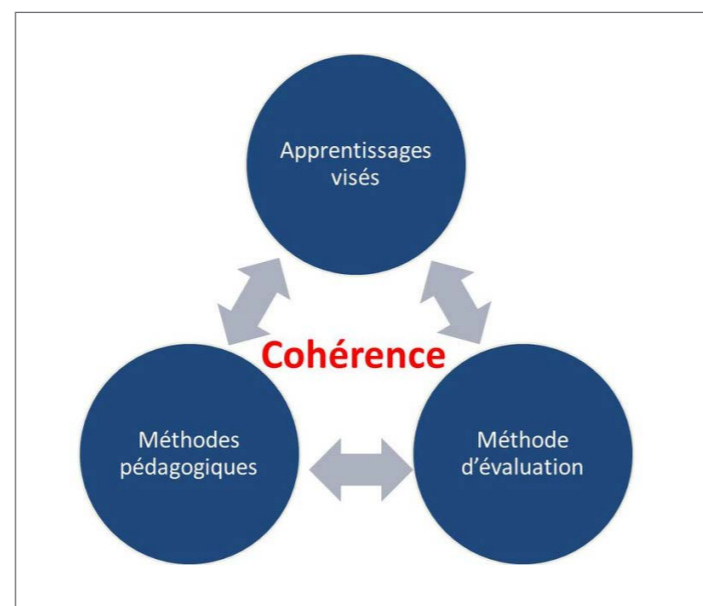 Apprentissages
visés
Cohérence
Méthodes
pédagogiques
Méthode
d’évaluation